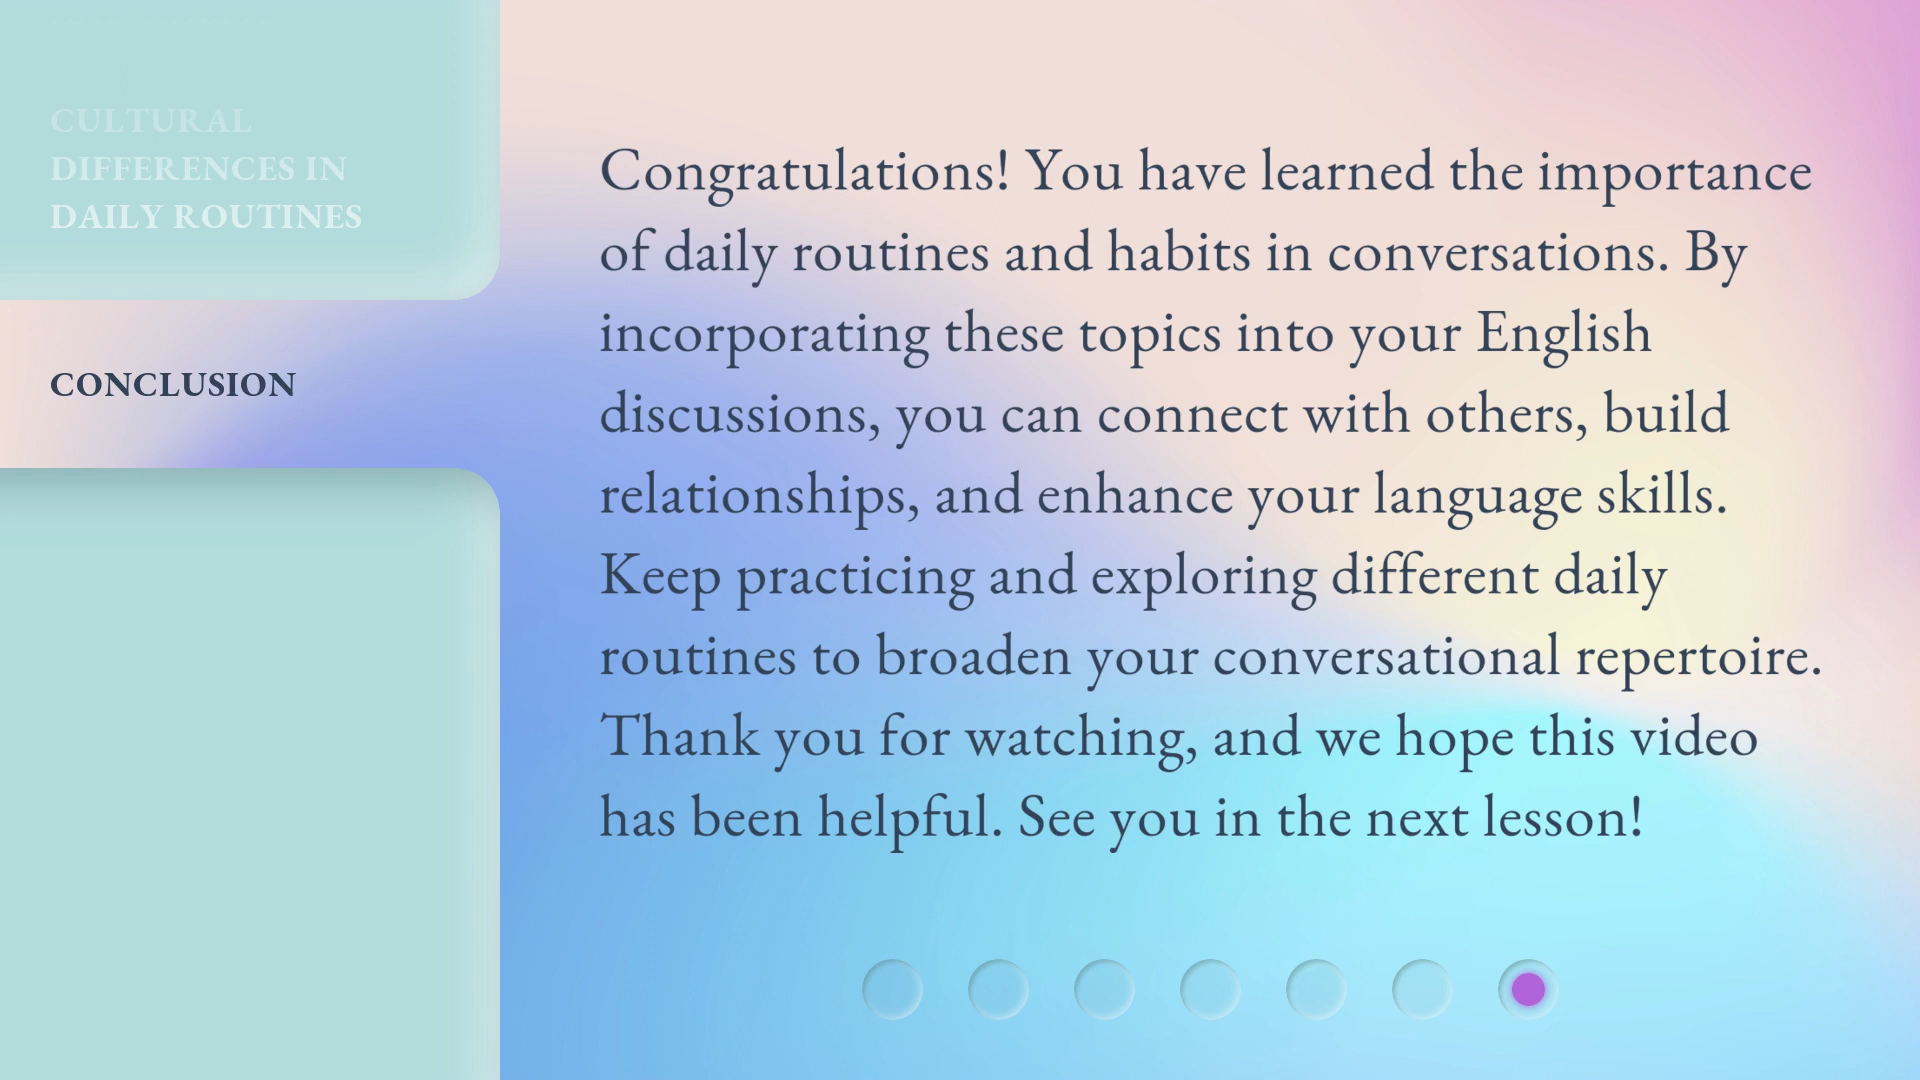 CULTURAL
DIFFERENCES IN
DAILY ROUTINES
CONCLUSION
Congratulations! You have learned the importance
of daily routines and habits in conversations. By
incorporating these topics into your English
discussions, you can connect with others, build
relationships, and enhance your language skills.
Keep practicing and exploring different daily
routines to broaden your conversational repertoire.
Thank you for watching, and we hope this video
has been helpful. See you in the next lesson!